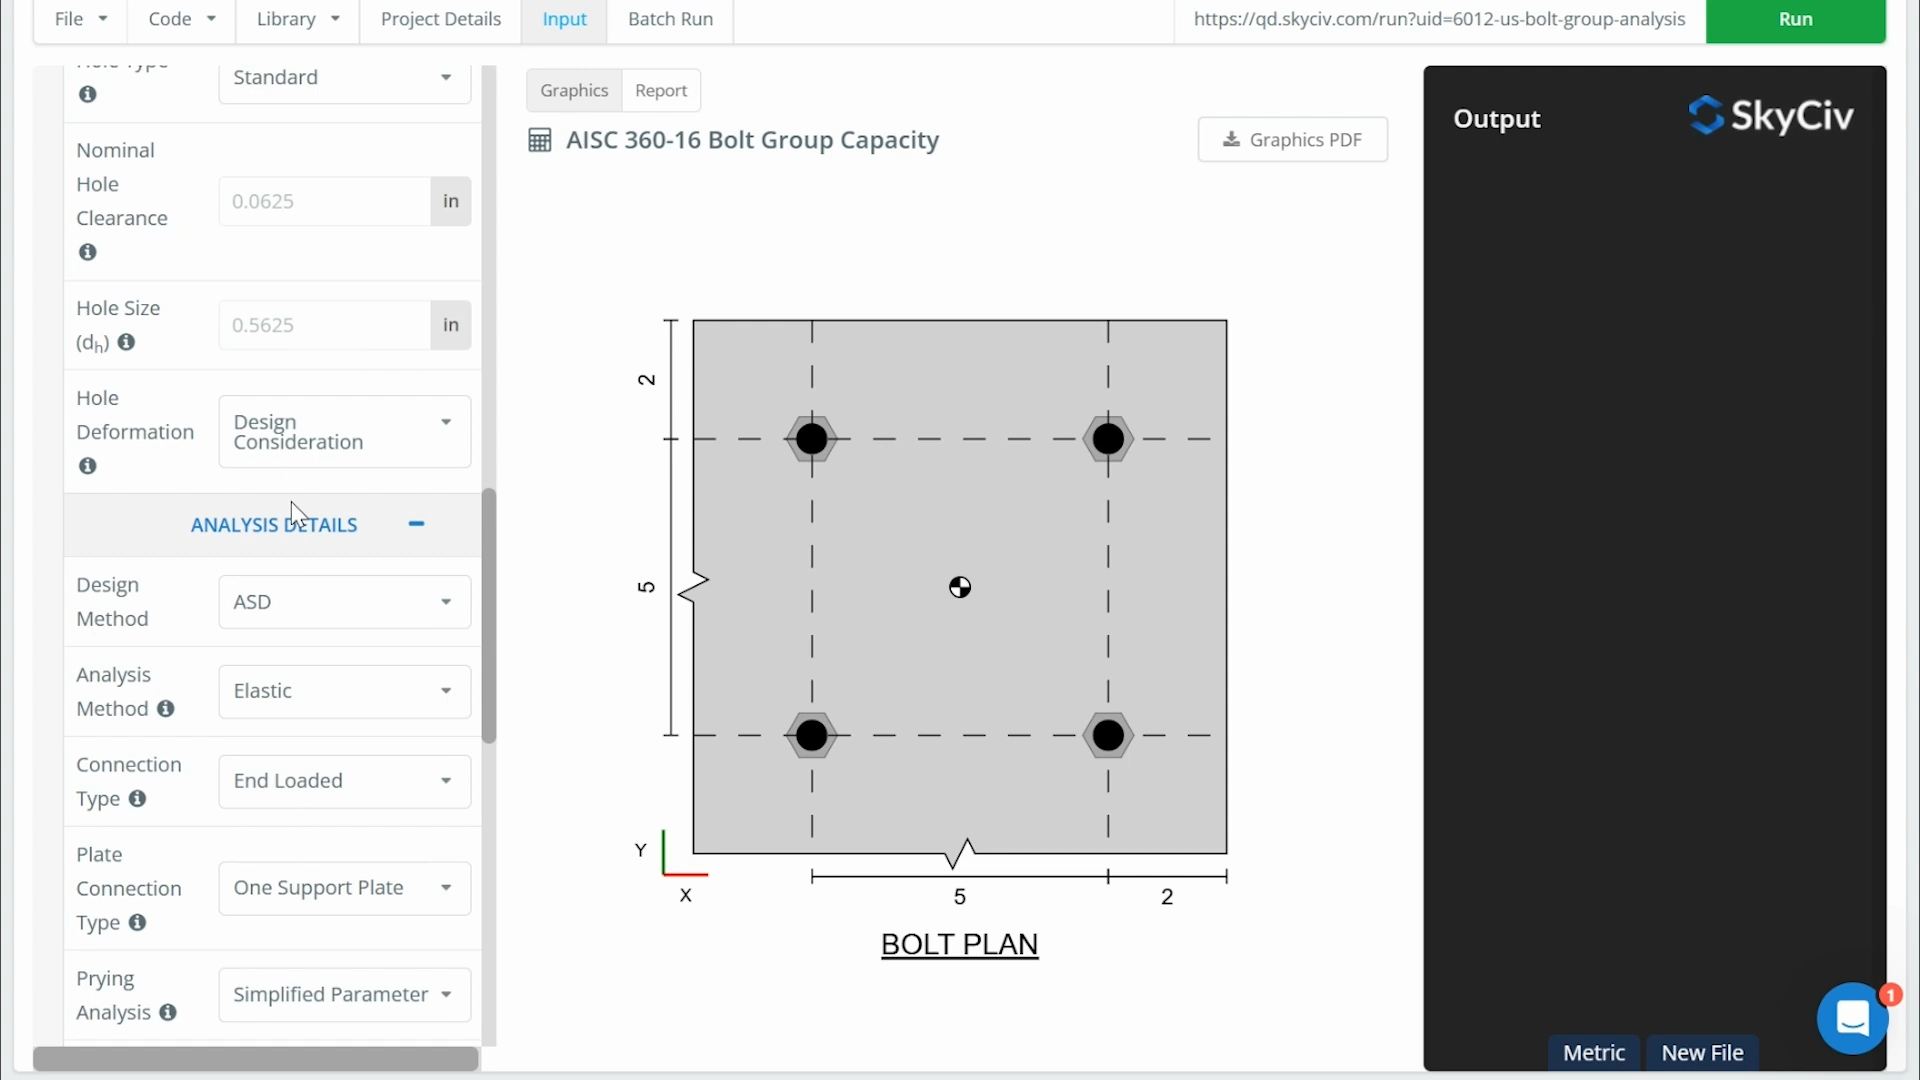 File
Code
Library
Project Details
Input
Batch Run
https://qd.skyciv.com/run?uid=6012-us-bolt-group-analysis
Run
Hole Type
Standard
Nominal
Hole
Clearance
0.0625
in
Hole Size
(dh)
0.5625
in
Hole
Deformation
Design
Consideration
ANALYSIS DETAILS
Design
Method
ASD
Analysis
Method
Elastic
Connection
Type
End Loaded
Plate
Connection
Type
One Support Plate
Prying
Analysis
Simplified Parameter
Graphics
Report
AISC 360-16 Bolt Group Capacity
Graphics PDF
2
5
Y
X
5
2
BOLT PLAN
Output
SkyCiv
1
Metric
New File